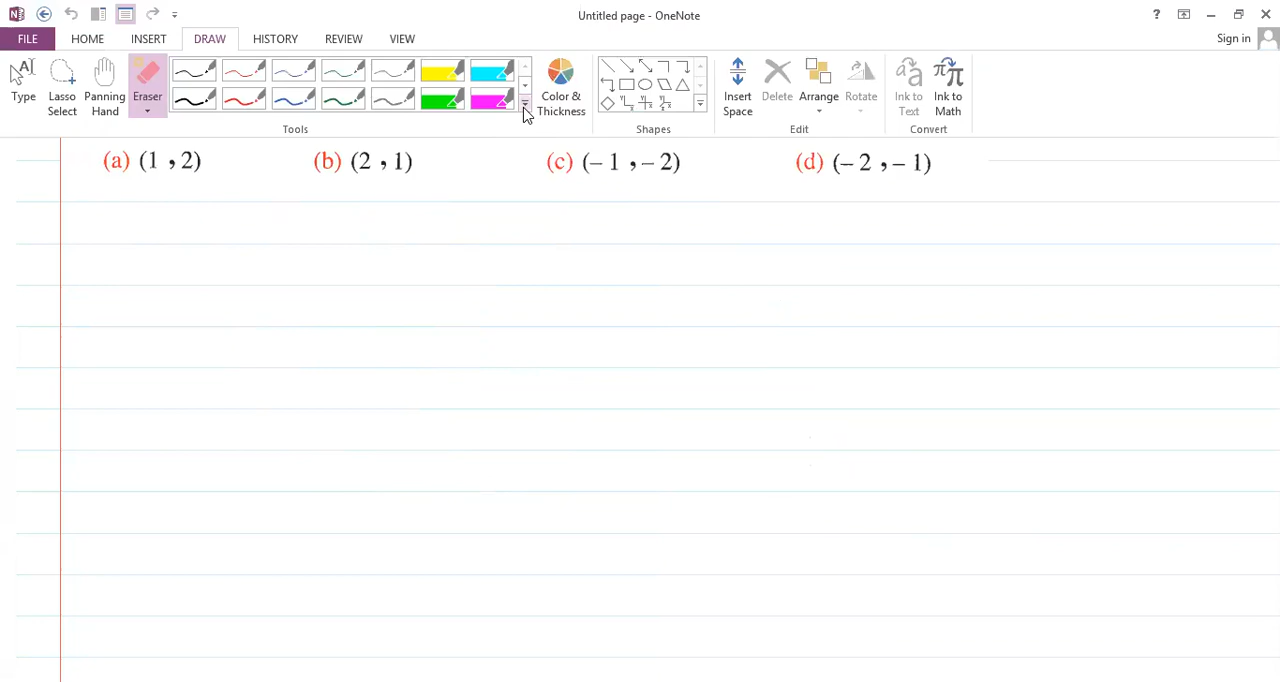 Untitled page - OneNote
?
Sign in
FILE HOME INSERT DRAW HISTORY REVIEW VIEW
Type
Lasso
Select
Panning
Hand
Eraser
Color &
Thickness
Insert
Space
Delete
Arrange
Rotate
Ink to
Text
Ink to
Math
Tools
Shapes
Edit
Convert
(a) (1 , 2) (b) (2 , 1) (c) (– 1 , – 2) (d) (– 2 , – 1)